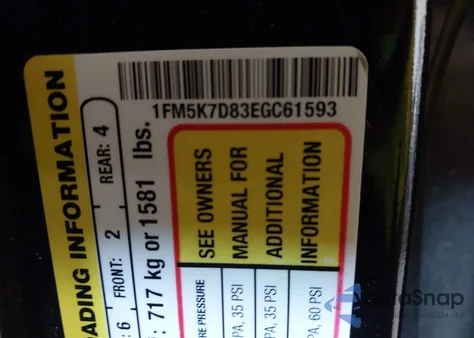 1FM5K7D83EGC61593
ADING INFORMATION
: 6 FRONT: 2 REAR: 4
: 717 kg or 1581 lbs.
SEE OWNERS
MANUAL FOR
ADDITIONAL
INFORMATION
RE PRESSURE
PA, 35 PSI
PA, 35 PSI
PA, 60 PSI